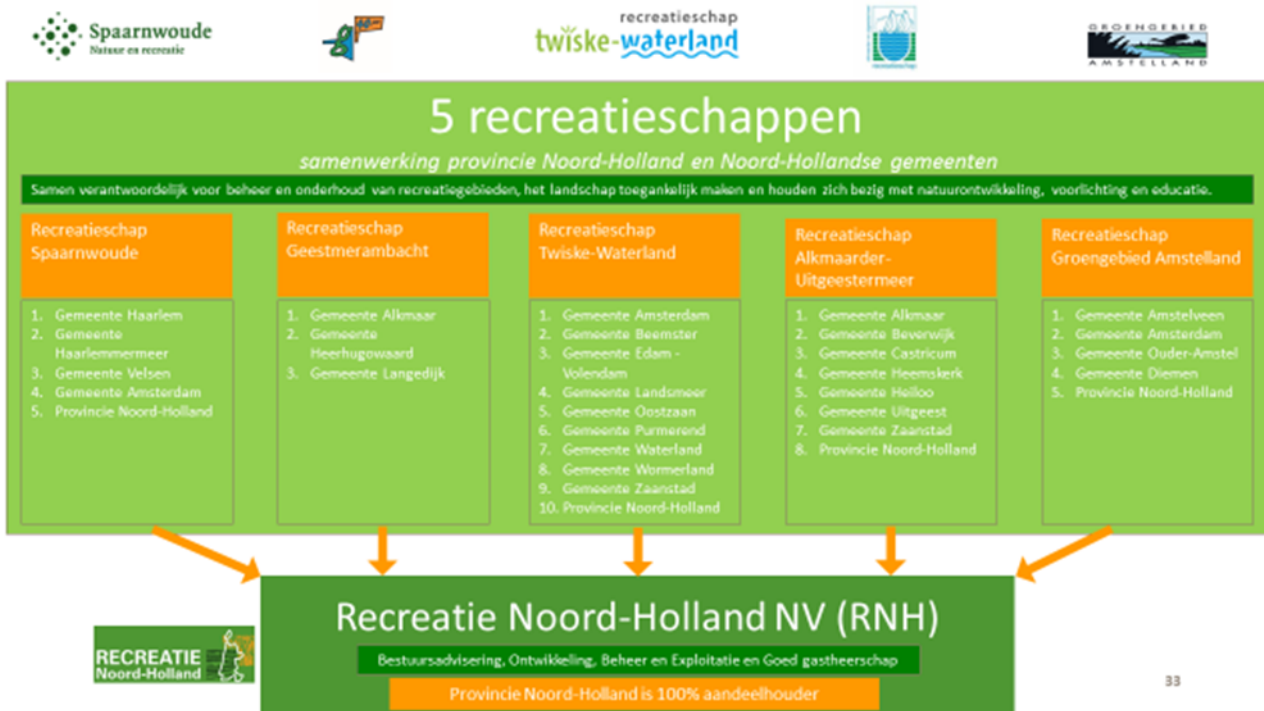 Spaarnwoude
Natuur en recreatie
recreatieschap
twiske-waterland
recreatieschap
GROENGEBIED
AMSTELLAND
5 recreatieschappen
samenwerking provincie Noord-Holland en Noord-Hollandse gemeenten
Samen verantwoordelijk voor beheer en onderhoud van recreatiegebieden, het landschap toegankelijk maken en houden zich bezig met natuurontwikkeling, voorlichting en educatie.
Recreatieschap
Spaarnwoude
1. Gemeente Haarlem
2. Gemeente
Haarlemmermeer
3. Gemeente Velsen
4. Gemeente Amsterdam
5. Provincie Noord-Holland
Recreatieschap
Geestmerambacht
1. Gemeente Alkmaar
2. Gemeente
Heerhugowaard
3. Gemeente Langedijk
Recreatieschap
Twiske-Waterland
1. Gemeente Amsterdam
2. Gemeente Beemster
3. Gemeente Edam -
Volendam
4. Gemeente Landsmeer
5. Gemeente Oostzaan
6. Gemeente Purmerend
7. Gemeente Waterland
8. Gemeente Wormerland
9. Gemeente Zaanstad
10. Provincie Noord-Holland
Recreatieschap
Alkmaarder-
Uitgeestermeer
1. Gemeente Alkmaar
2. Gemeente Beverwijk
3. Gemeente Castricum
4. Gemeente Heemskerk
5. Gemeente Heiloo
6. Gemeente Uitgeest
7. Gemeente Zaanstad
8. Provincie Noord-Holland
Recreatieschap
Groengebied Amstelland
1. Gemeente Amstelveen
2. Gemeente Amsterdam
3. Gemeente Ouder-Amstel
4. Gemeente Diemen
5. Provincie Noord-Holland
Recreatie Noord-Holland NV (RNH)
Bestuursadvisering, Ontwikkeling, Beheer en Exploitatie en Goed gastheerschap
Provincie Noord-Holland is 100% aandeelhouder
RECREATIE
Noord-Holland
33